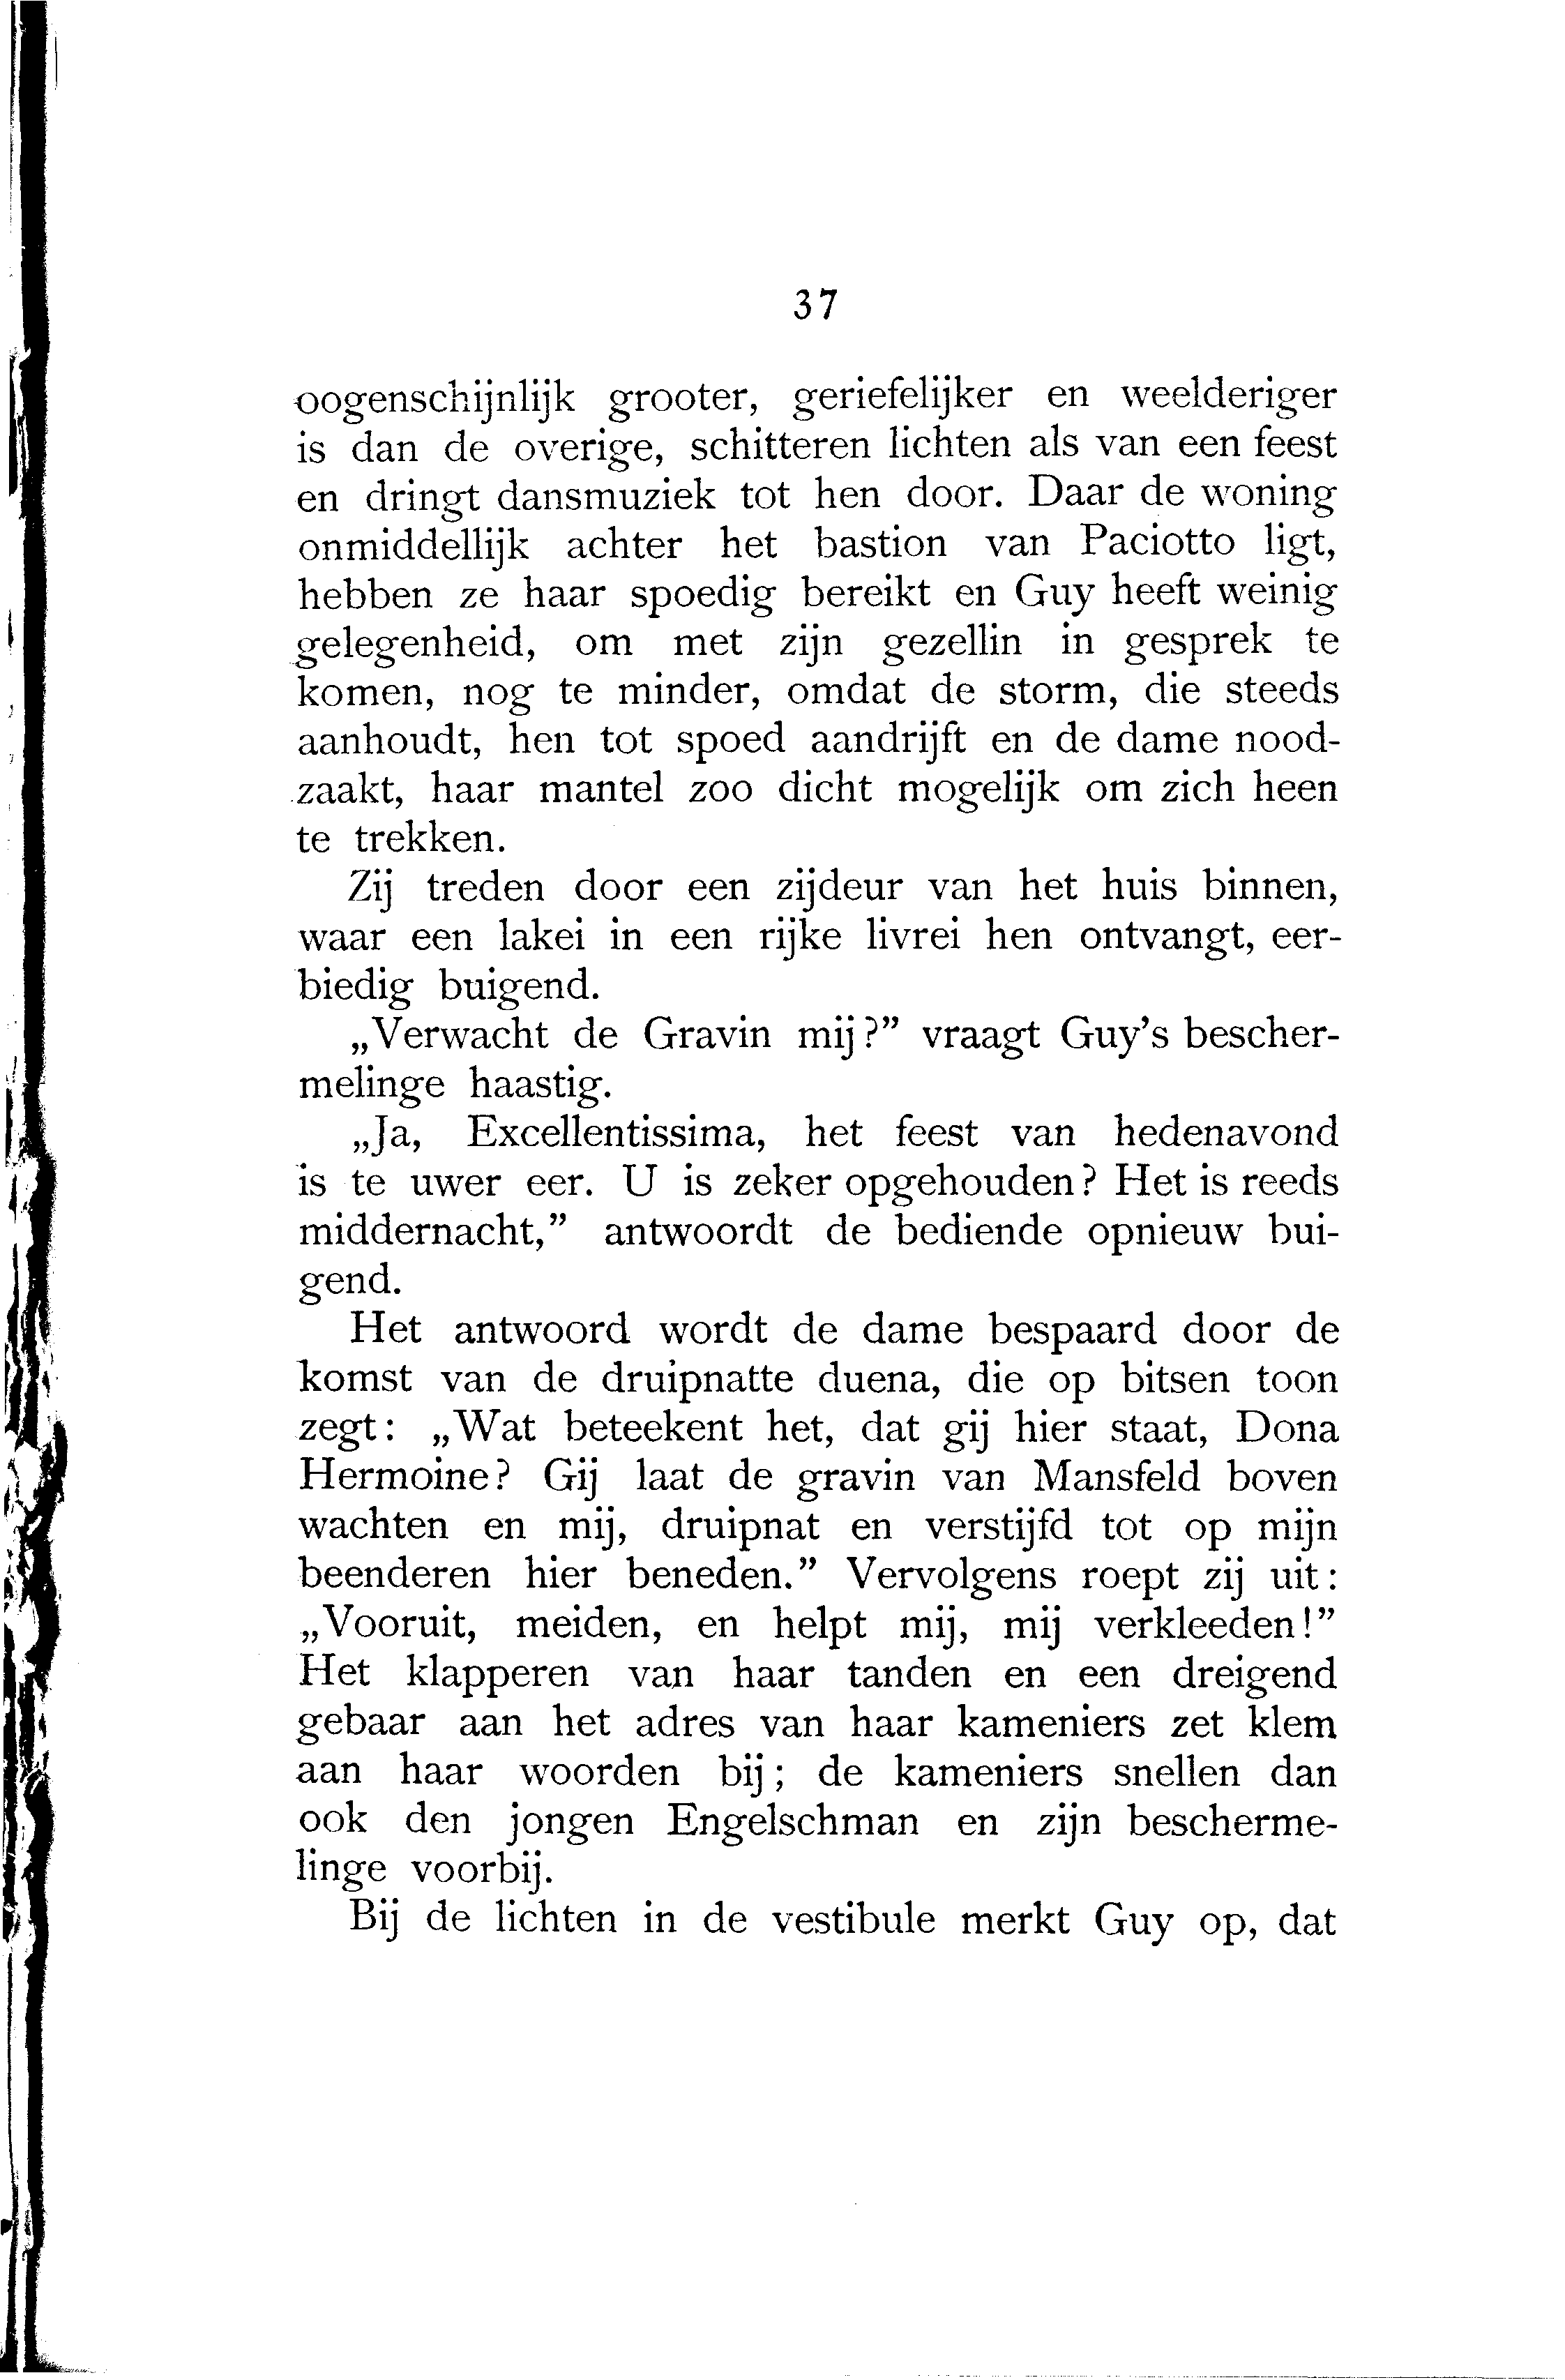 37
oogenschijnlijk grooter, geriefelijker en weelderiger
is dan de overige, schitteren lichten als van een feest
en dringt dansmuziek tot hen door. Daar de woning
onmiddellijk achter het bastion van Paciotto ligt,
hebben ze haar spoedig bereikt en Guy heeft weinig
gelegenheid, om met zijn gezellin in gesprek te
komen, nog te minder, omdat de storm, die steeds
aanhoudt, hen tot spoed aandrijft en de dame nood-
zaakt, haar mantel zoo dicht mogelijk om zich heen
te trekken.
Zij treden door een zijdeur van het huis binnen,
waar een lakei in een rijke livrei hen ontvangt, eer-
biedig buigend.
„Verwacht de Gravin mij?” vraagt Guy’s bescher-
melinge haastig.
„Ja, Excellentissima, het feest van hedenavond
is te uwer eer. U is zeker opgehouden? Het is reeds
middernacht,” antwoordt de bediende opnieuw bui-
gend.
Het antwoord wordt de dame bespaard door de
komst van de druipnatte duena, die op bitsen toon
zegt: „Wat beteekent het, dat gij hier staat, Dona
Hermoine? Gij laat de gravin van Mansfeld boven
wachten en mij, druipnat en verstijfd tot op mijn
beenderen hier beneden.” Vervolgens roept zij uit:
„Vooruit, meiden, en helpt mij, mij verkleeden!”
Het klapperen van haar tanden en een dreigend
gebaar aan het adres van haar kameniers zet klem
aan haar woorden bij; de kameniers snellen dan
ook den jongen Engelschman en zijn bescherme-
linge voorbij.
Bij de lichten in de vestibule merkt Guy op, dat